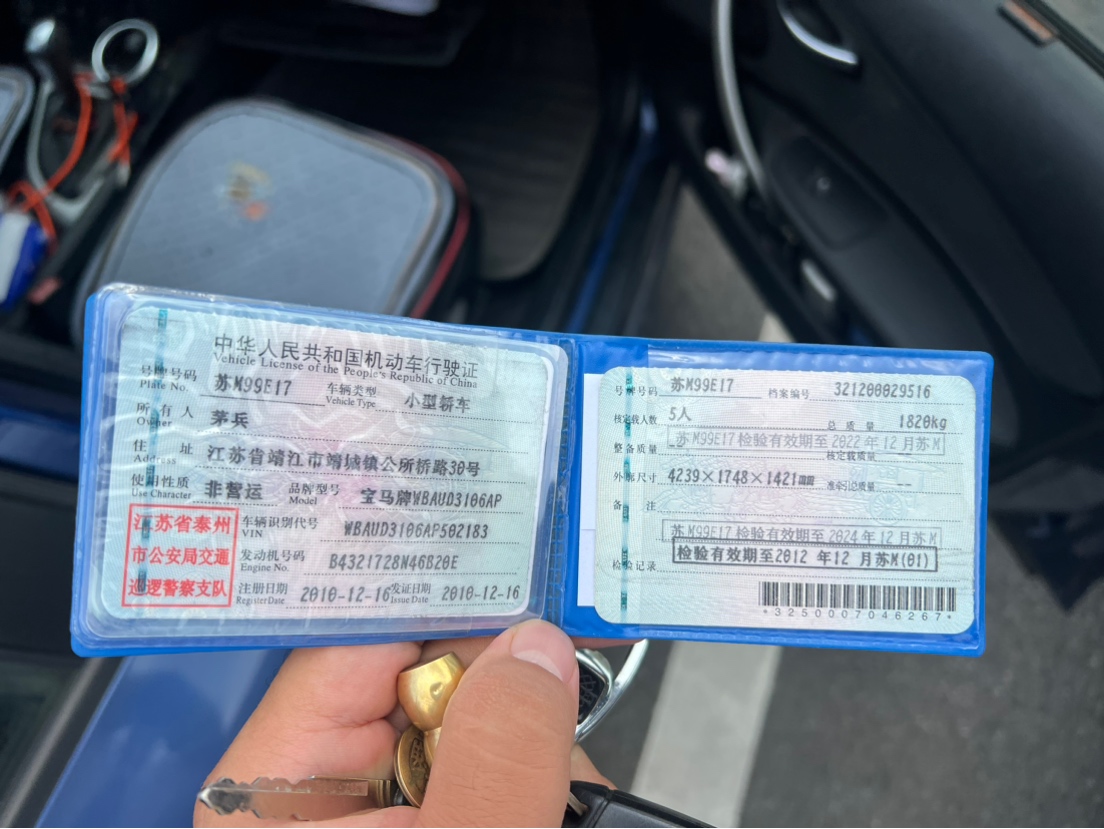 中华人民共和国机动车行驶证
Vehicle License of the People's Republic of China
号牌号码 苏M99E17 车辆类型 小型轿车
Plate No. Vehicle Type
所有人 茅兵
Owner
住址 江苏省靖江市靖城镇公所桥路30号
Address
使用性质 非营运 品牌型号 宝马牌WBAUD3106AP
Use Character Model
江苏省泰州
市公安局交通
巡逻警察支队
车辆识别代号 WBAUD3106AP502183
VIN
发动机号码 B4321728N46B20E
Engine No.
注册日期 2010-12-16 发证日期 2010-12-16
Register Date Issue Date
号牌号码 苏M99E17 档案编号 321200029516
核定载人数 5人 总质量 1820kg
苏M99E17 检验有效期至2022年12月苏M
整备质量 核定载质量
外廓尺寸 4239×1748×1421mm 准牵引总质量 --
备注
苏M99E17 检验有效期至2024年12月苏M
检验有效期至2012年12月苏M(01)
检验记录
*3250007046267*